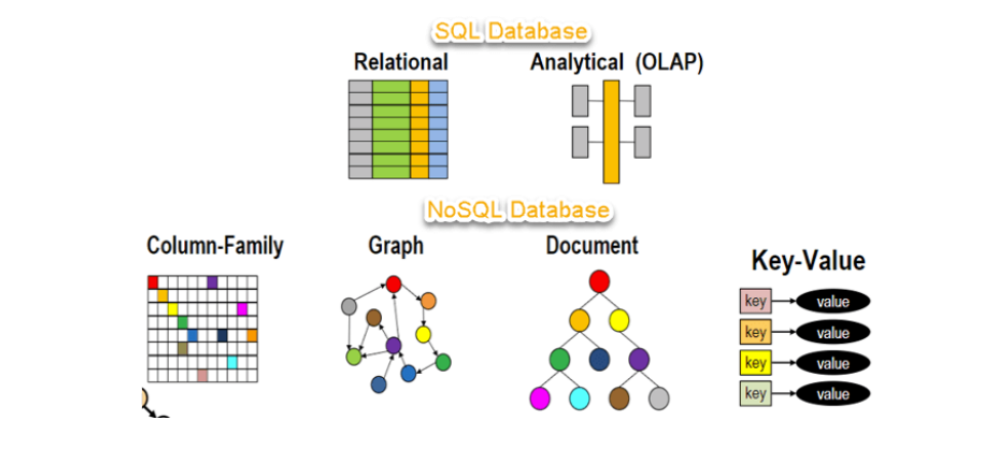 SQL Database
Relational
Analytical (OLAP)
NoSQL Database
Column-Family
Graph
Document
Key-Value
key
value
key
value
key
value
key
value